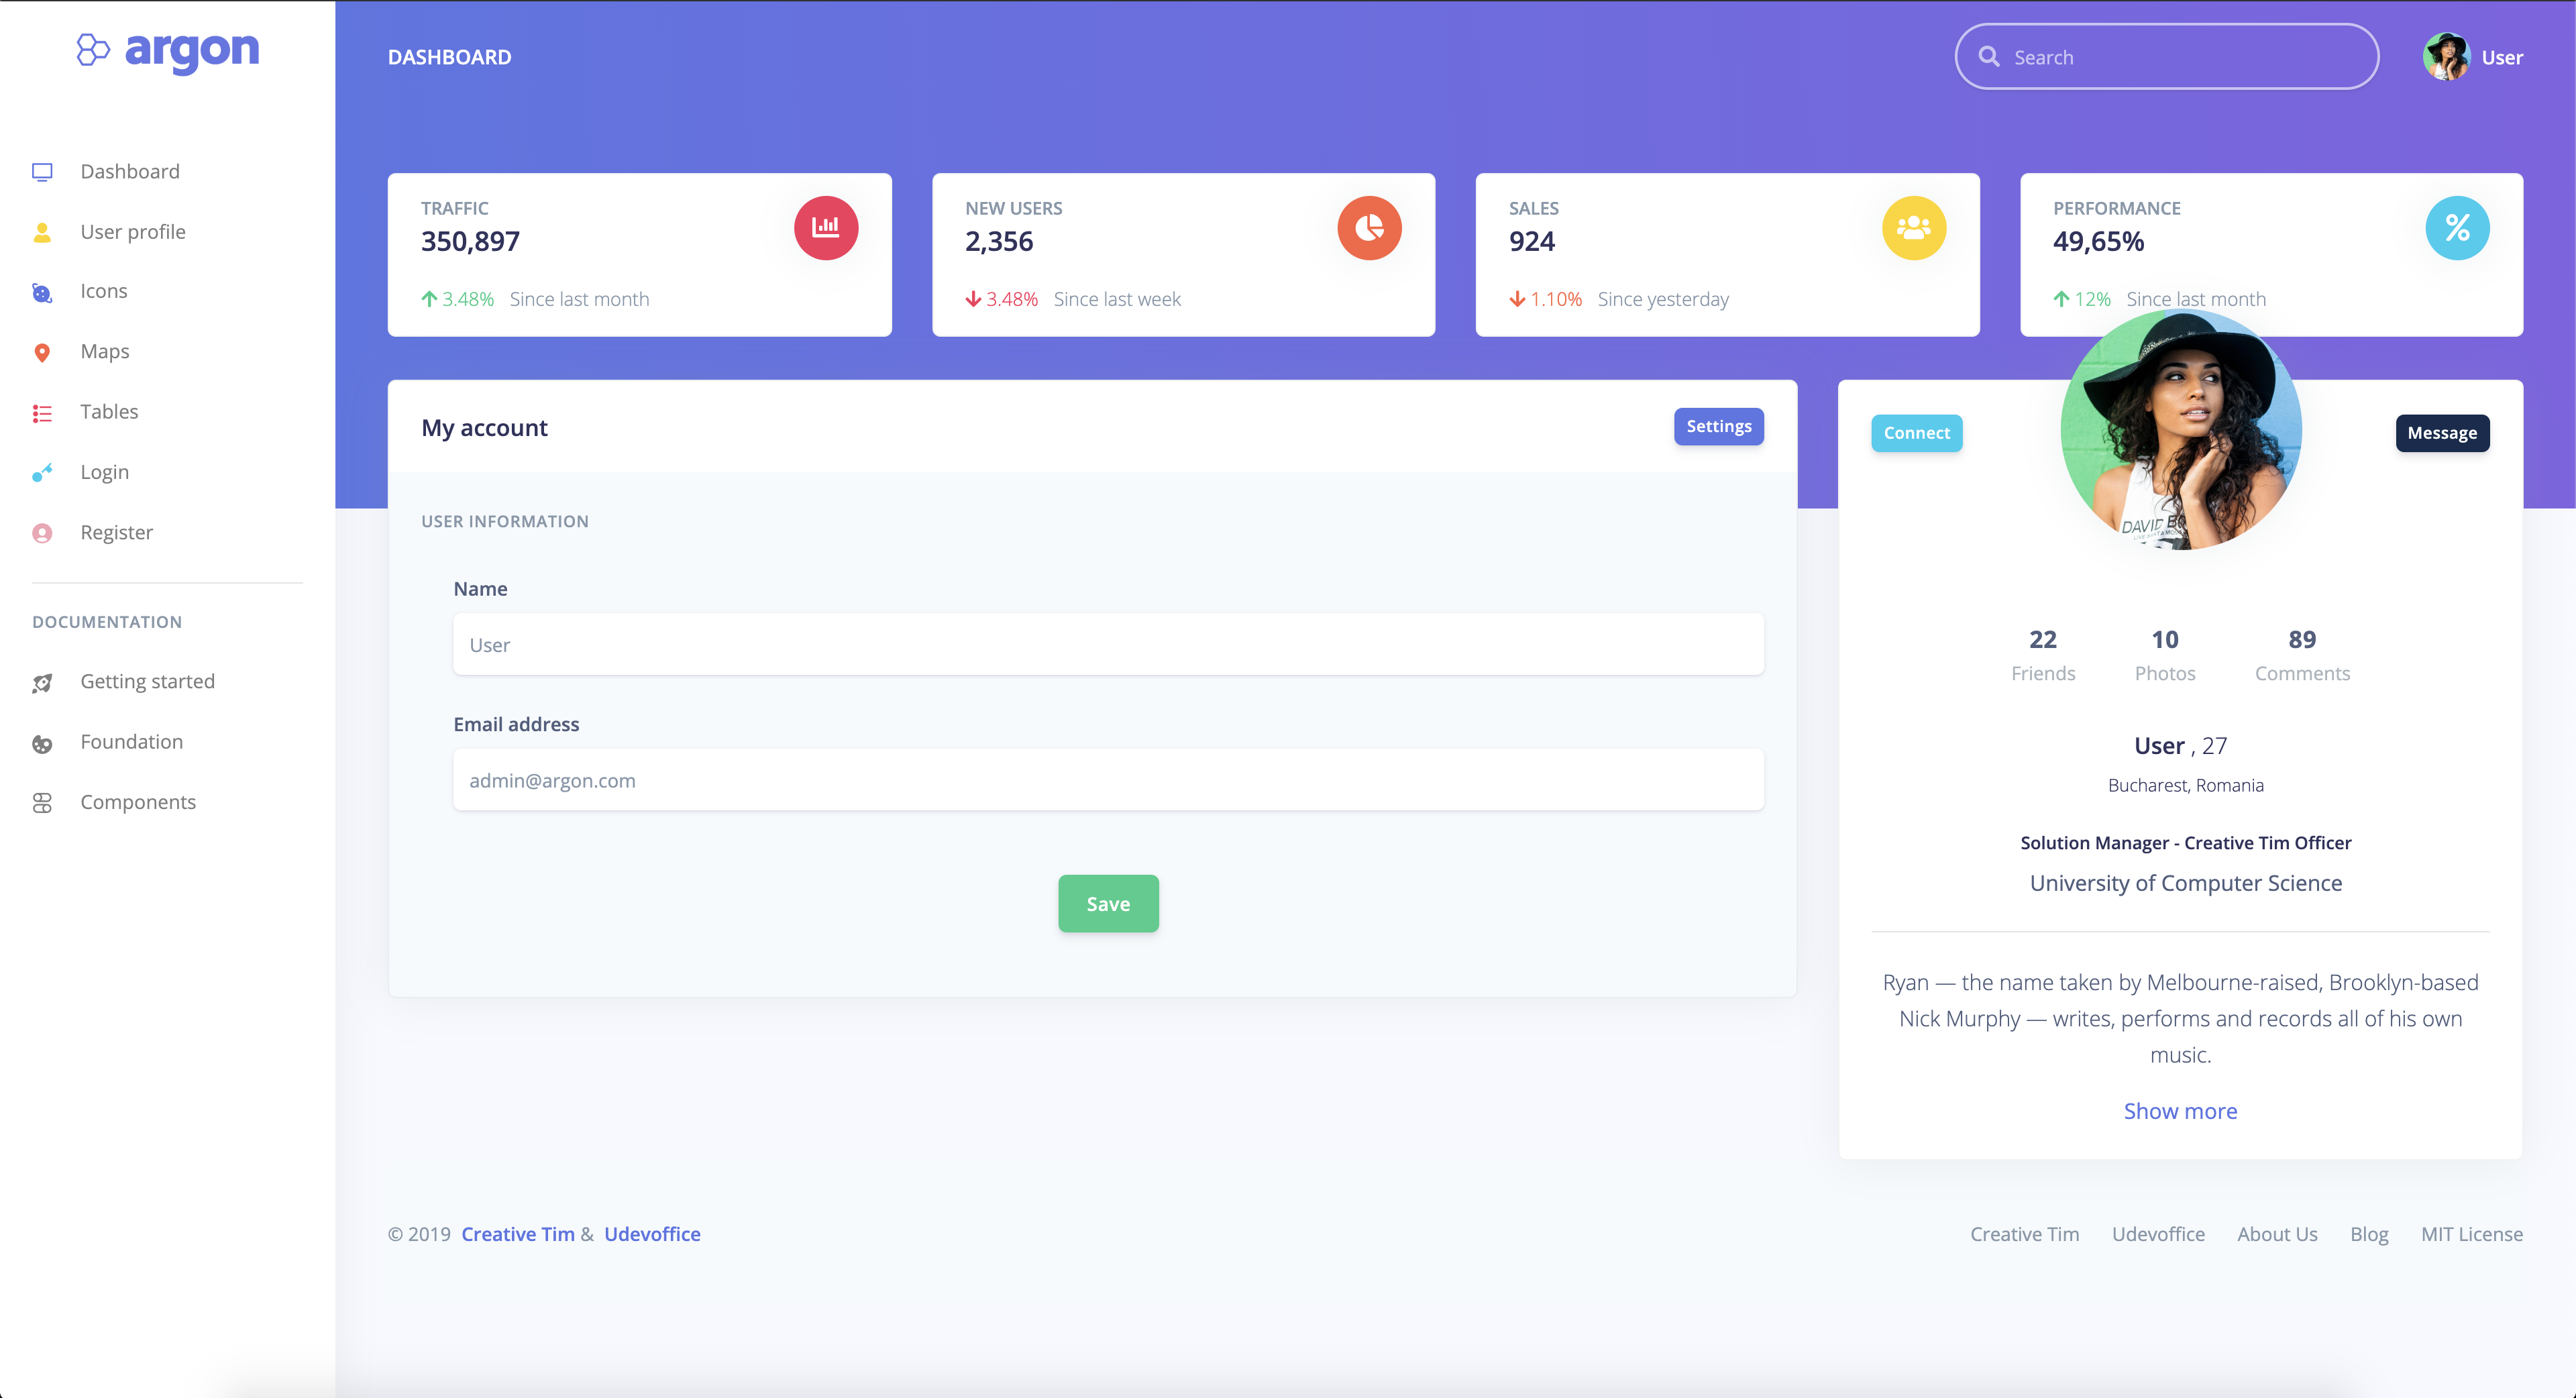 argon
Dashboard
User profile
Icons
Maps
Tables
Login
Register
DOCUMENTATION
Getting started
Foundation
Components
DASHBOARD
Search
User
TRAFFIC
350,897
3.48% Since last month
NEW USERS
2,356
3.48% Since last week
SALES
924
1.10% Since yesterday
PERFORMANCE
49,65%
12% Since last month
My account
Settings
USER INFORMATION
Name
User
Email address
admin@argon.com
Save
Connect
Message
DAVID
22 10 89
Friends Photos Comments
User , 27
Bucharest, Romania
Solution Manager - Creative Tim Officer
University of Computer Science
Ryan — the name taken by Melbourne-raised, Brooklyn-based
Nick Murphy — writes, performs and records all of his own
music.
Show more
© 2019 Creative Tim & Udevoffice
Creative Tim Udevoffice About Us Blog MIT License